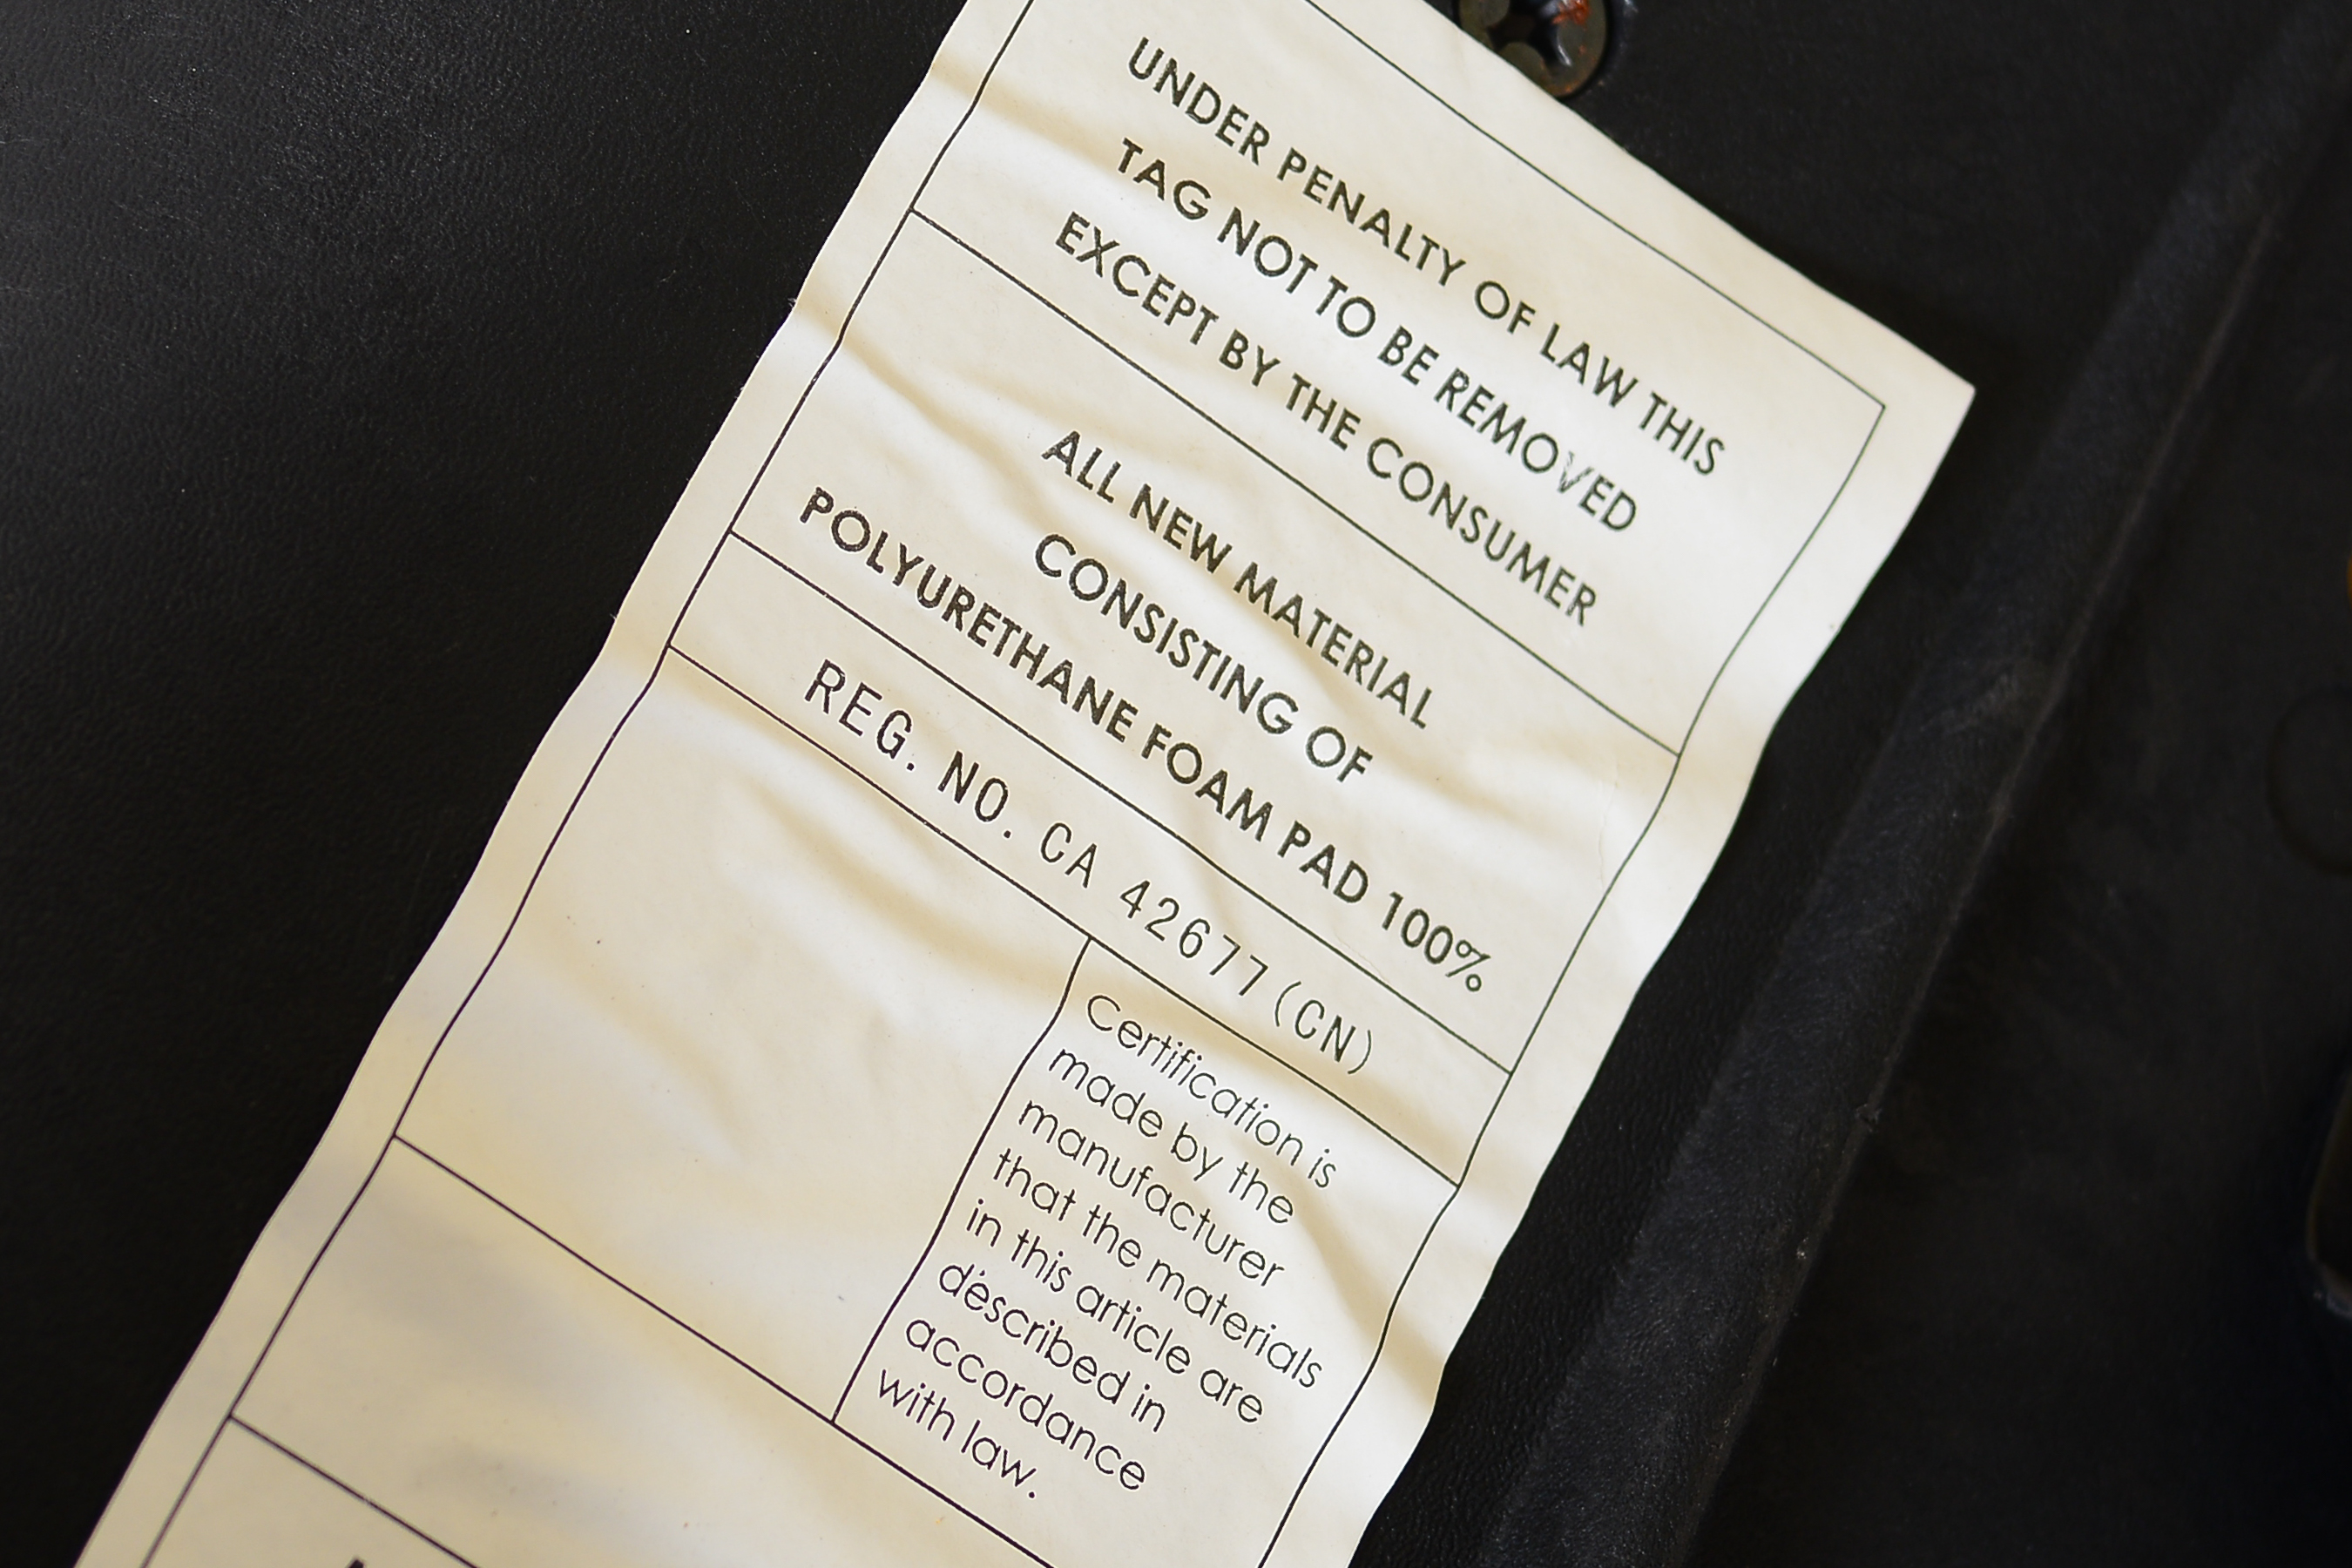 UNDER PENALTY OF LAW THIS
TAG NOT TO BE REMOVED
EXCEPT BY THE CONSUMER
ALL NEW MATERIAL
CONSISTING OF
POLYURETHANE FOAM PAD 100%
REG. NO. CA 42677 (CN)
Certification is
made by the
manufacturer
that the materials
in this article are
described in
accordance
with law.